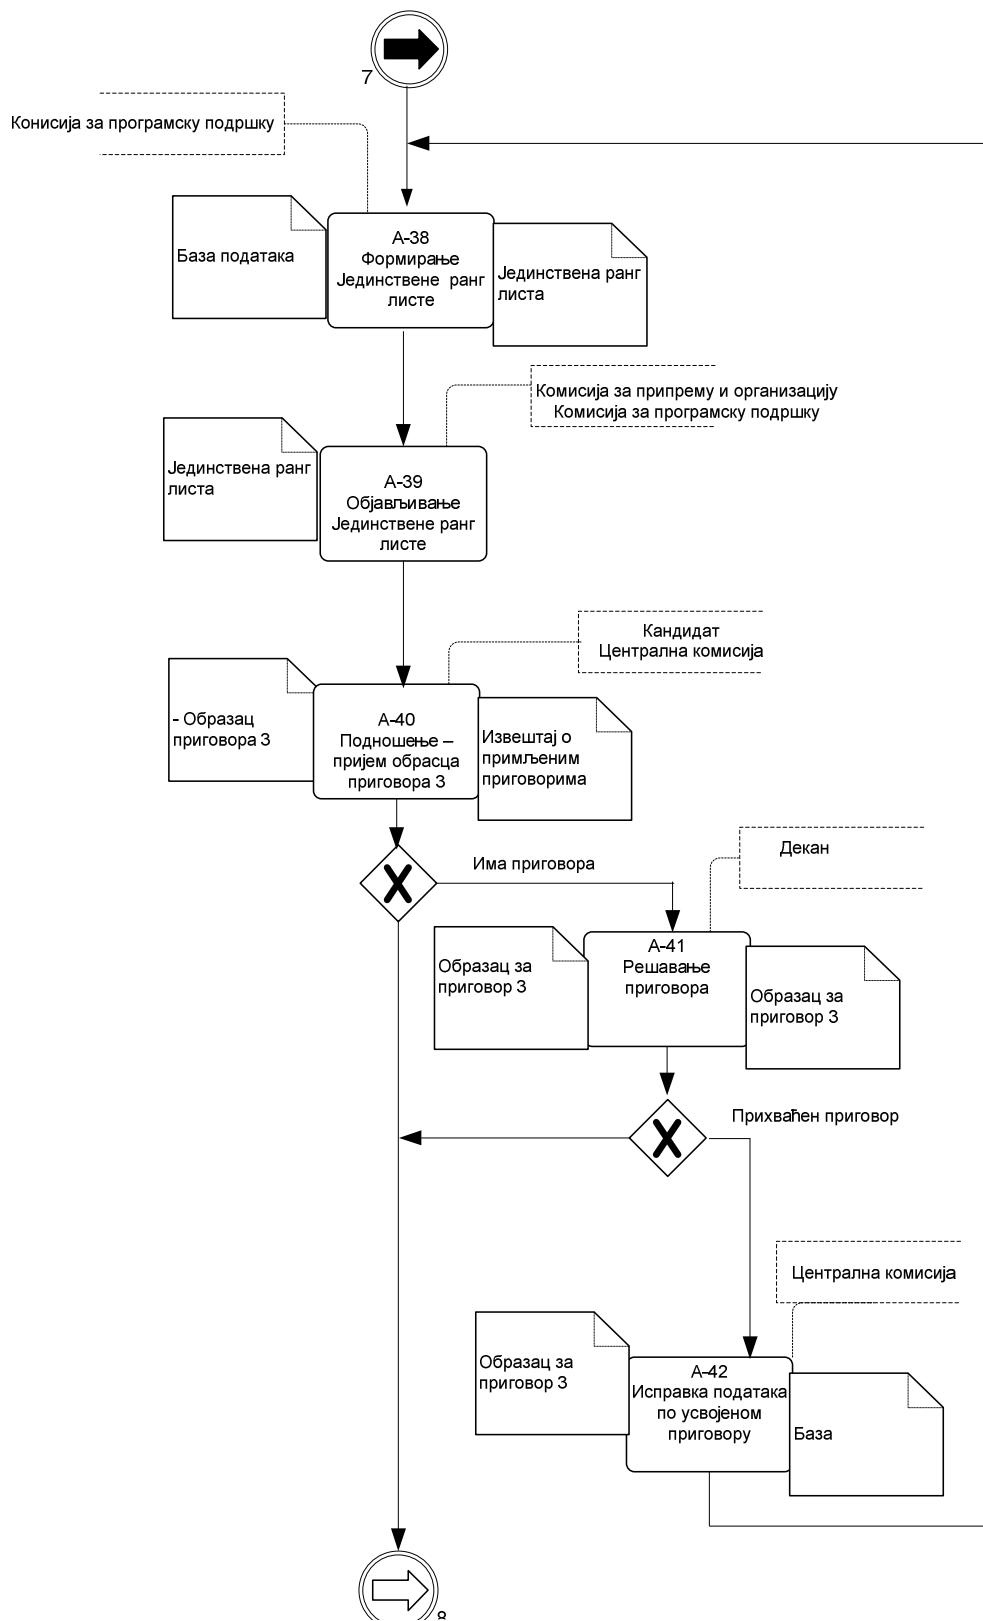 7
Конисија за програмску подршку
База података
А-38
Формирање
Јединствене ранг
листе
Јединствена ранг
листа
Комисија за припрему и организацију
Комисија за програмску подршку
Јединствена ранг
листа
А-39
Објављивање
Јединствене ранг
листе
Кандидат
Централна комисија
- Образац
приговора 3
А-40
Подношење –
пријем обрасца
приговора 3
Извештај о
примљеним
приговорима
Има приговора
Декан
Образац за
приговор 3
А-41
Решавање
приговора
Образац за
приговор 3
Прихваћен приговор
Централна комисија
Образац за
приговор 3
А-42
Исправка података
по усвојеном
приговору
База
8